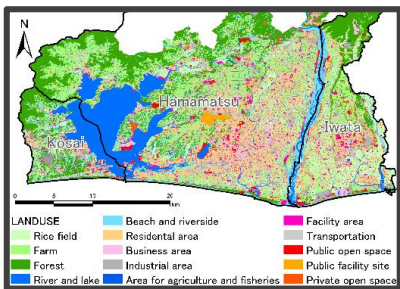 N
Hamamatsu
Kosai
Iwata
0 5 10 20
km
LANDUSE
Rice field
Farm
Forest
River and lake
Beach and riverside
Residental area
Business area
Industrial area
Area for agriculture and fisheries
Facility area
Transportation
Public open space
Public facility site
Private open space